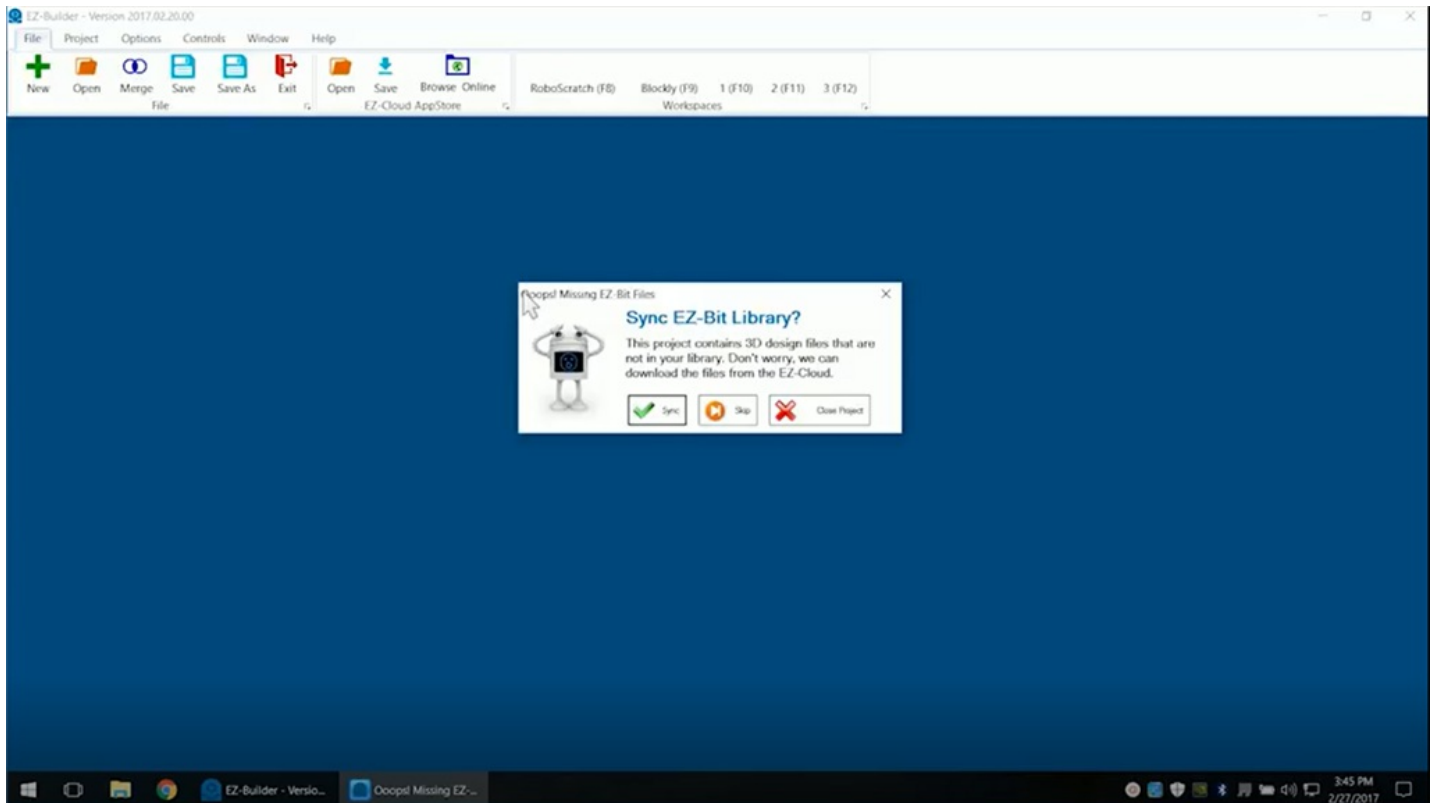 EZ-Builder - Version 2017.02.20.00
File Project Options Controls Window Help
New Open Merge Save Save As Exit Open Save Browse Online RoboScratch (F8) Blockly (F9) 1 (F10) 2 (F11) 3 (F12)
File EZ-Cloud AppStore Workspaces
Ooops! Missing EZ-Bit Files
Sync EZ-Bit Library?
This project contains 3D design files that are
not in your library. Don't worry, we can
download the files from the EZ-Cloud.
Sync Skip Close Project
EZ-Builder - Versio... Ooops! Missing EZ-...
3:45 PM
2/27/2017